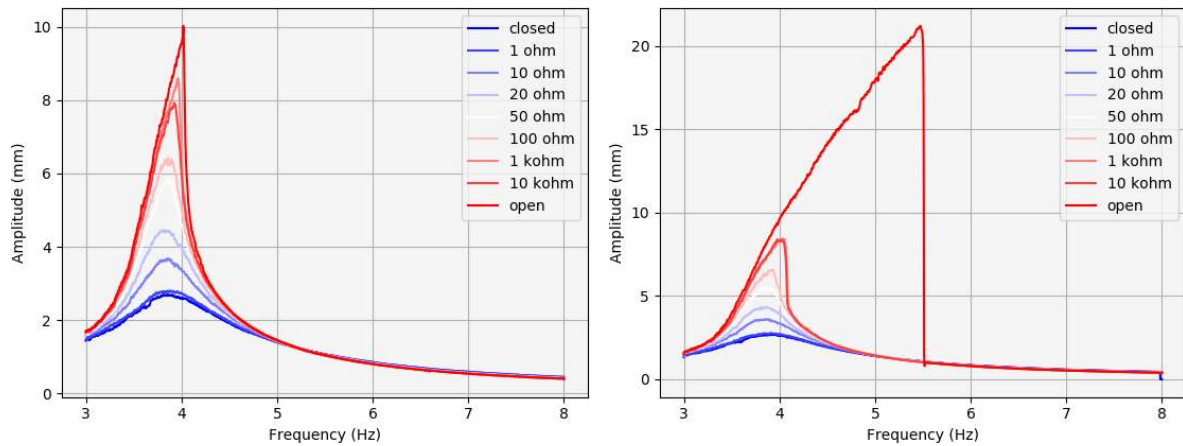 10
8
6
4
2
0
3
4
5
6
7
8
Amplitude (mm)
Frequency (Hz)
closed
1 ohm
10 ohm
20 ohm
50 ohm
100 ohm
1 kohm
10 kohm
open
20
15
10
5
0
3
4
5
6
7
8
Amplitude (mm)
Frequency (Hz)
closed
1 ohm
10 ohm
20 ohm
50 ohm
100 ohm
1 kohm
10 kohm
open